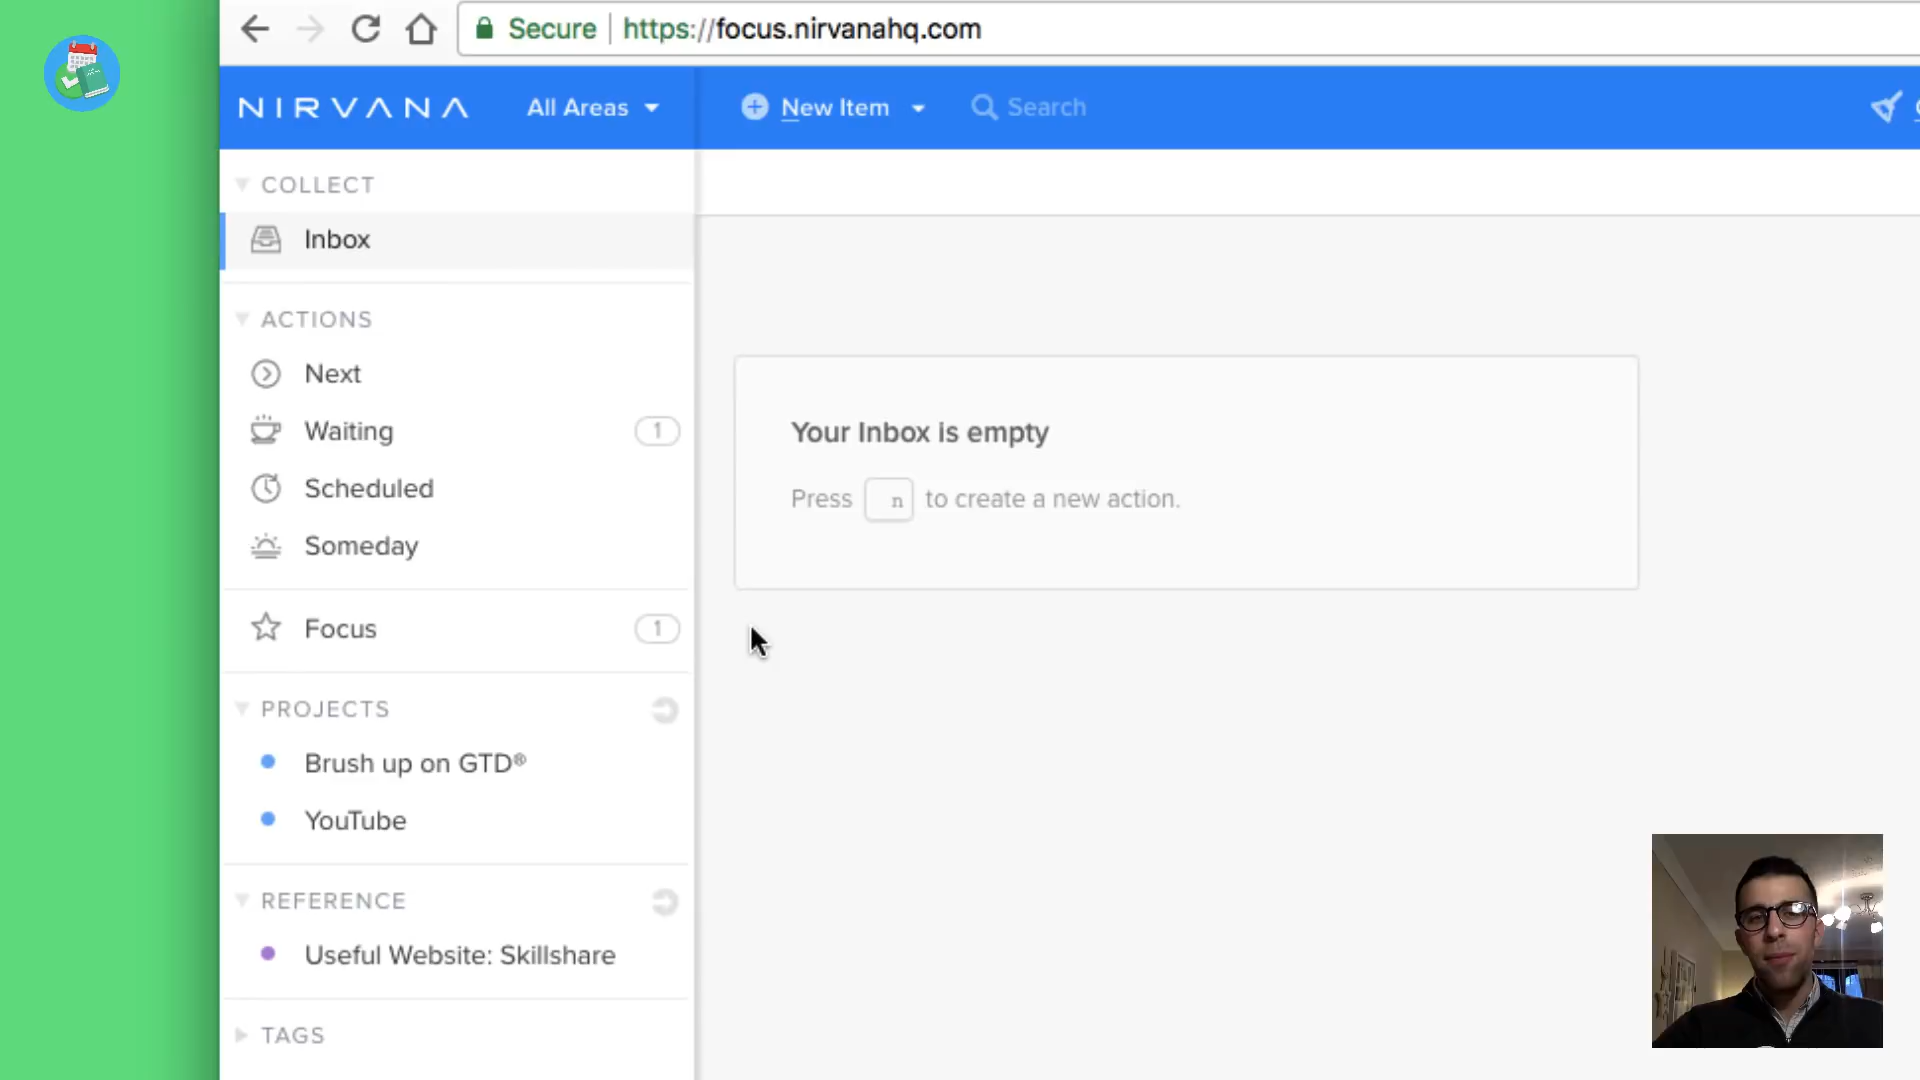 Secure | https://focus.nirvanahq.com
NIRVANA All Areas New Item Search
COLLECT
Inbox
ACTIONS
Next
Waiting 1
Scheduled
Someday
Focus 1
PROJECTS
Brush up on GTD®
YouTube
REFERENCE
Useful Website: Skillshare
TAGS
Your Inbox is empty
Press n to create a new action.